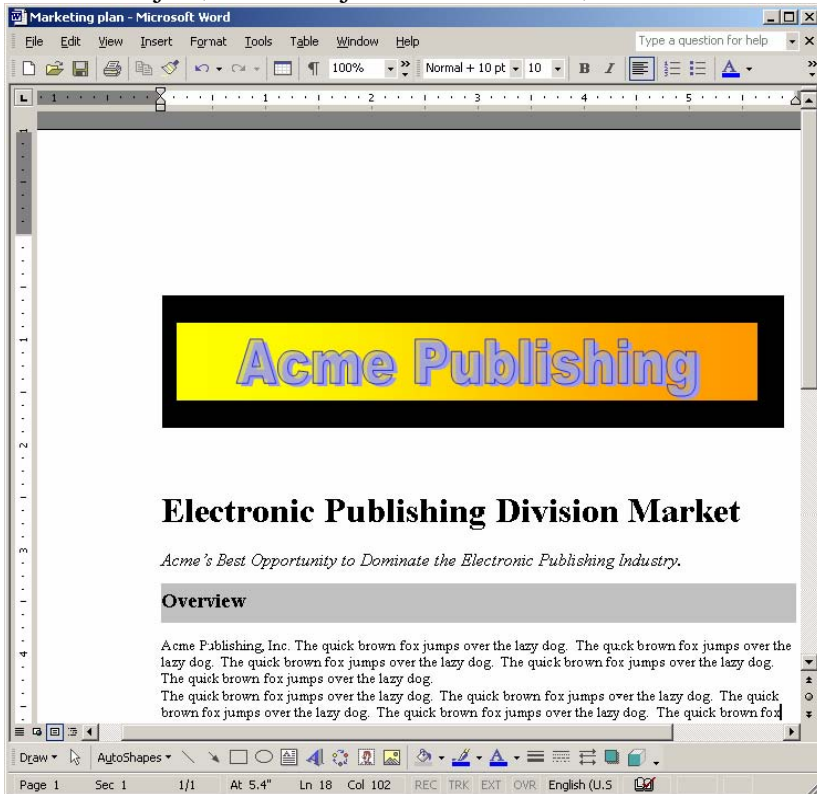 Marketing plan - Microsoft Word
File Edit View Insert Format Tools Table Window Help Type a question for help
100% Normal + 10 pt 10 B I A
1 1 2 3 4 5
Acme Publishing
Electronic Publishing Division Market
Acme's Best Opportunity to Dominate the Electronic Publishing Industry.
Overview
Acme Publishing, Inc. The quick brown fox jumps over the lazy dog. The quick brown fox jumps over the
lazy dog. The quick brown fox jumps over the lazy dog. The quick brown fox jumps over the lazy dog.
The quick brown fox jumps over the lazy dog.
The quick brown fox jumps over the lazy dog. The quick brown fox jumps over the lazy dog. The quick
brown fox jumps over the lazy dog. The quick brown fox jumps over the lazy dog. The quick brown fox
Draw AutoShapes
Page 1 Sec 1 1/1 At 5.4" Ln 18 Col 102 REC TRK EXT OVR English (U.S